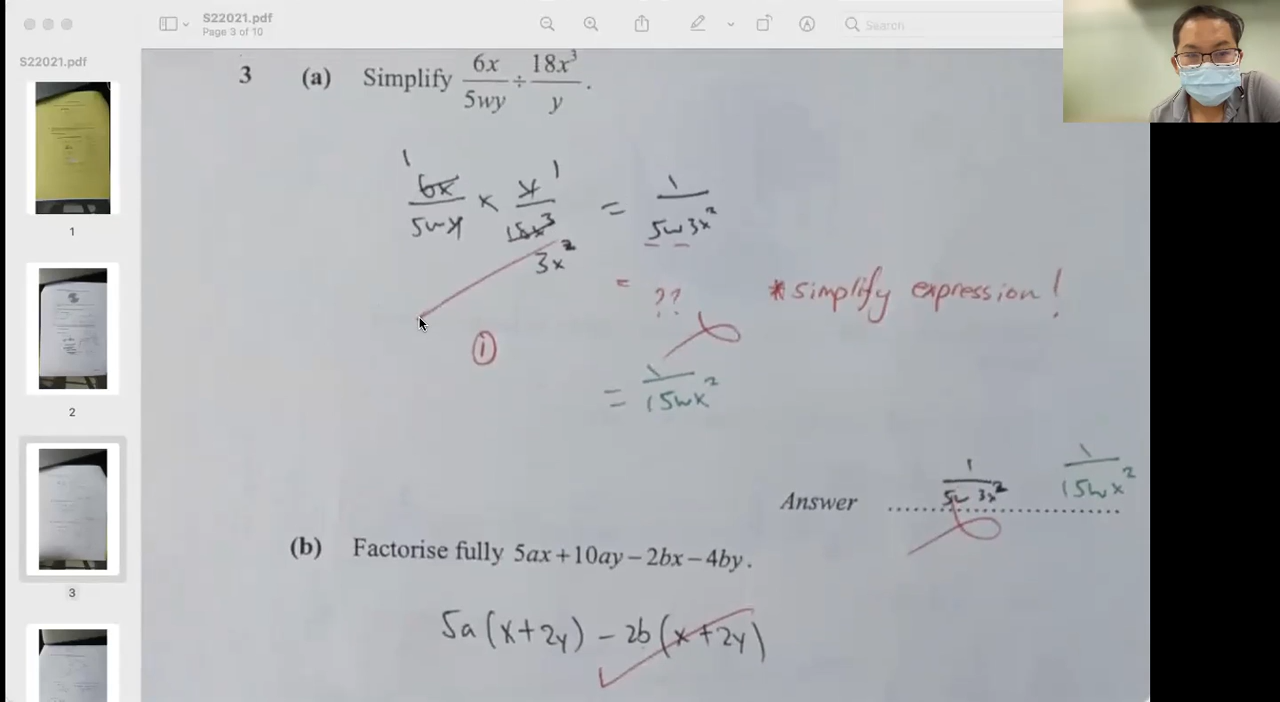 S22021.pdf
Page 3 of 10
Search
S22021.pdf
1
2
3
3 (a) Simplify 6x/5wy ÷ 18x³/y .
1 1
6x/5wy × y/18x³ = 1/5w3x²
3x²
= ??
*simplify expression!
1
= 1/15wx²
Answer 1/5w3x² 1/15wx²
(b) Factorise fully 5ax+10ay−2bx−4by.
5a(x+2y) − 2b(x+2y)